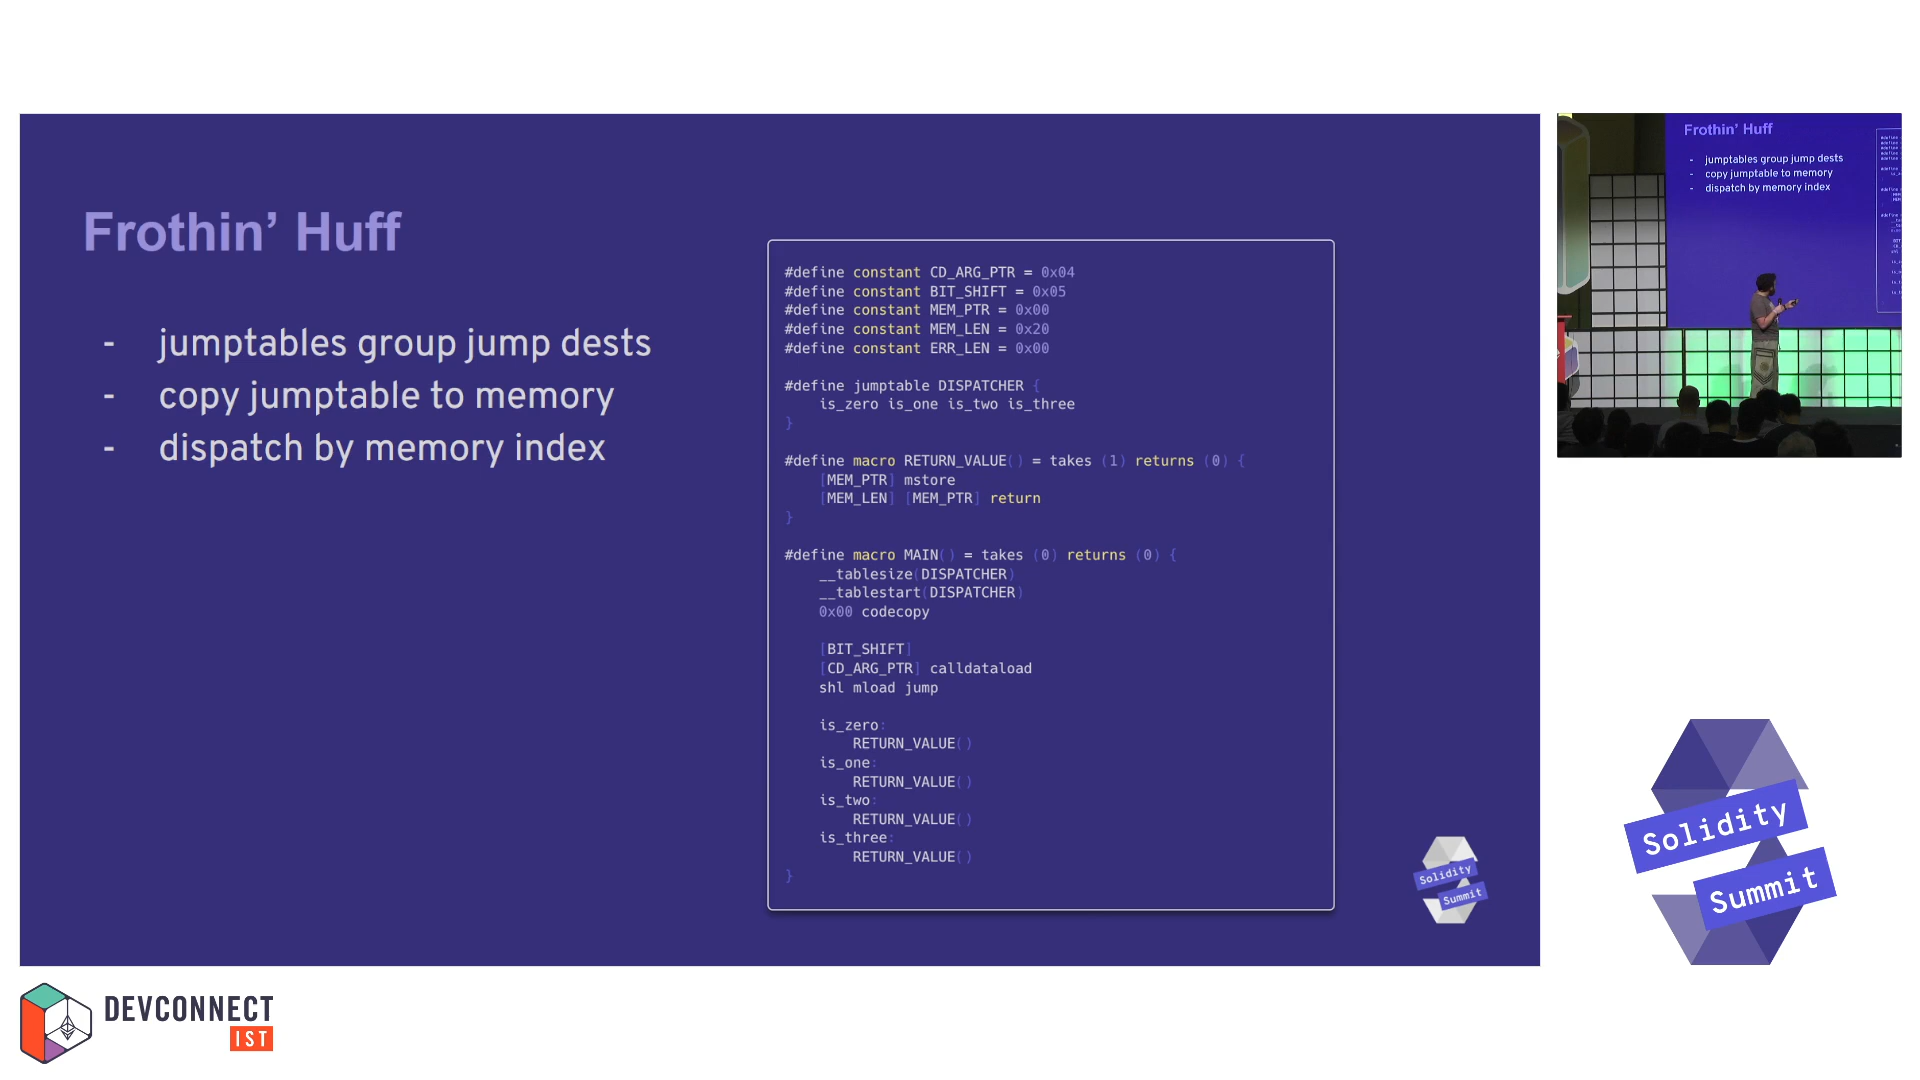 Frothin’ Huff
- jumptables group jump dests
- copy jumptable to memory
- dispatch by memory index
#define constant CD_ARG_PTR = 0x04
#define constant BIT_SHIFT = 0x05
#define constant MEM_PTR = 0x00
#define constant MEM_LEN = 0x20
#define constant ERR_LEN = 0x00
#define jumptable DISPATCHER {
is_zero is_one is_two is_three
}
#define macro RETURN_VALUE() = takes (1) returns (0) {
[MEM_PTR] mstore
[MEM_LEN] [MEM_PTR] return
}
#define macro MAIN() = takes (0) returns (0) {
__tablesize(DISPATCHER)
__tablestart(DISPATCHER)
0x00 codecopy
[BIT_SHIFT]
[CD_ARG_PTR] calldataload
shl mload jump
is_zero:
RETURN_VALUE()
is_one:
RETURN_VALUE()
is_two:
RETURN_VALUE()
is_three:
RETURN_VALUE()
}
Solidity
Summit
Frothin’ Huff
- jumptables group jump dests
- copy jumptable to memory
- dispatch by memory index
Solidity
Summit
DEVCONNECT
IST